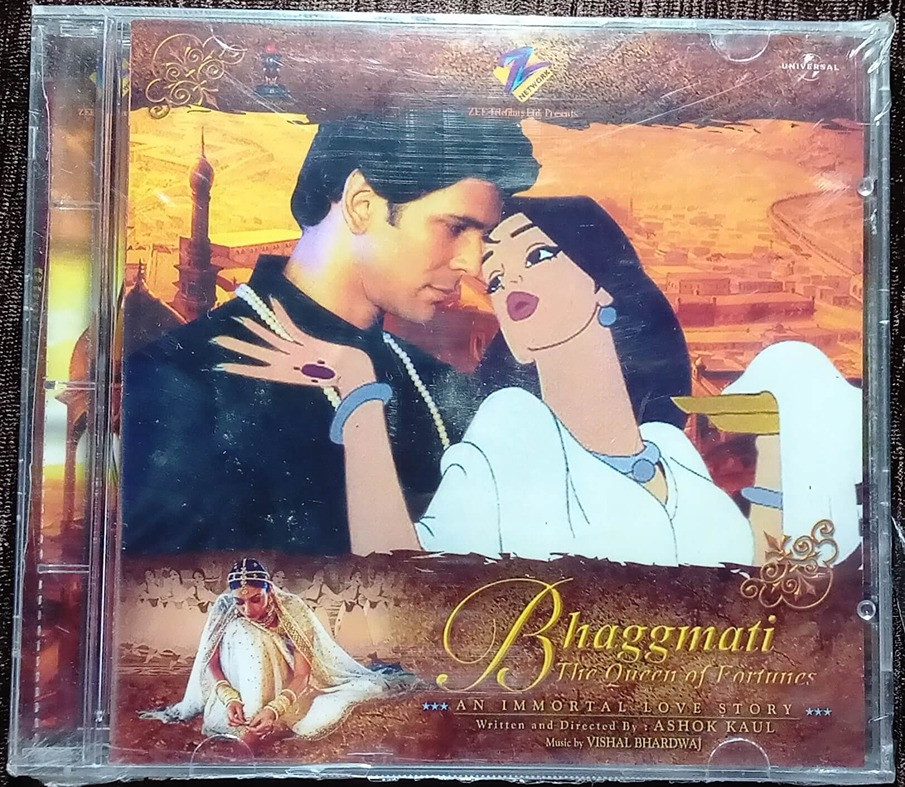 Z
NETWORK
UNIVERSAL
ZEE Telefilms Ltd. Presents
Bhaggmati
The Queen of Fortunes
AN IMMORTAL LOVE STORY
Written and Directed By : ASHOK KAUL
Music by VISHAL BHARDWAJ